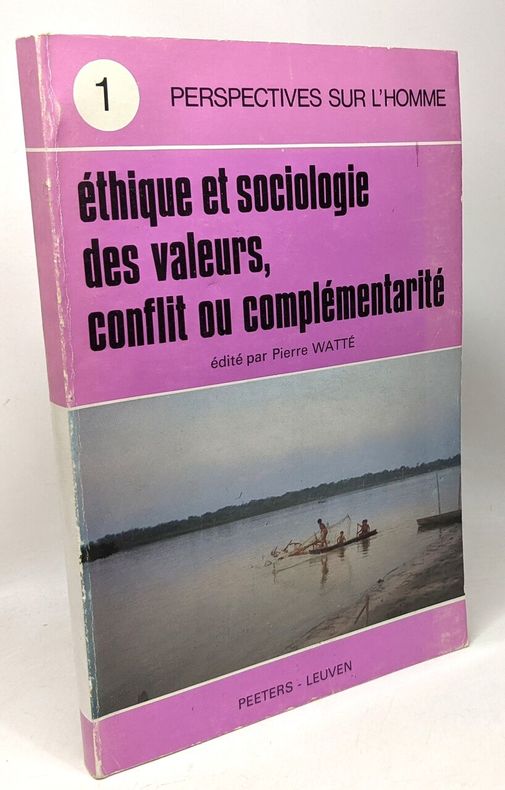 1
PERSPECTIVES SUR L'HOMME
éthique et sociologie
des valeurs,
conflit ou complémentarité
édité par Pierre WATTÉ
PEETERS - LEUVEN